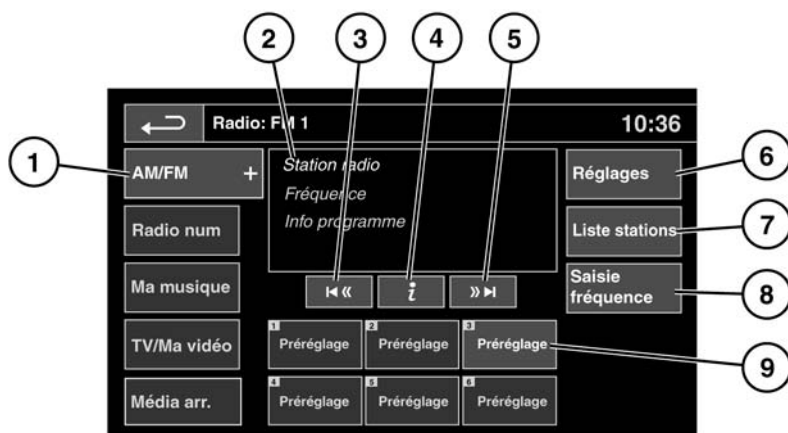 2
3
4
5
Radio: FM 1
10:36
1
AM/FM +
Station radio
Fréquence
Info programme
Réglages
6
Radio num
Liste stations
7
Ma musique
i
Saisie
fréquence
8
TV/Ma vidéo
1 Préréglage
2 Préréglage
3 Préréglage
9
Média arr.
4 Préréglage
5 Préréglage
6 Préréglage